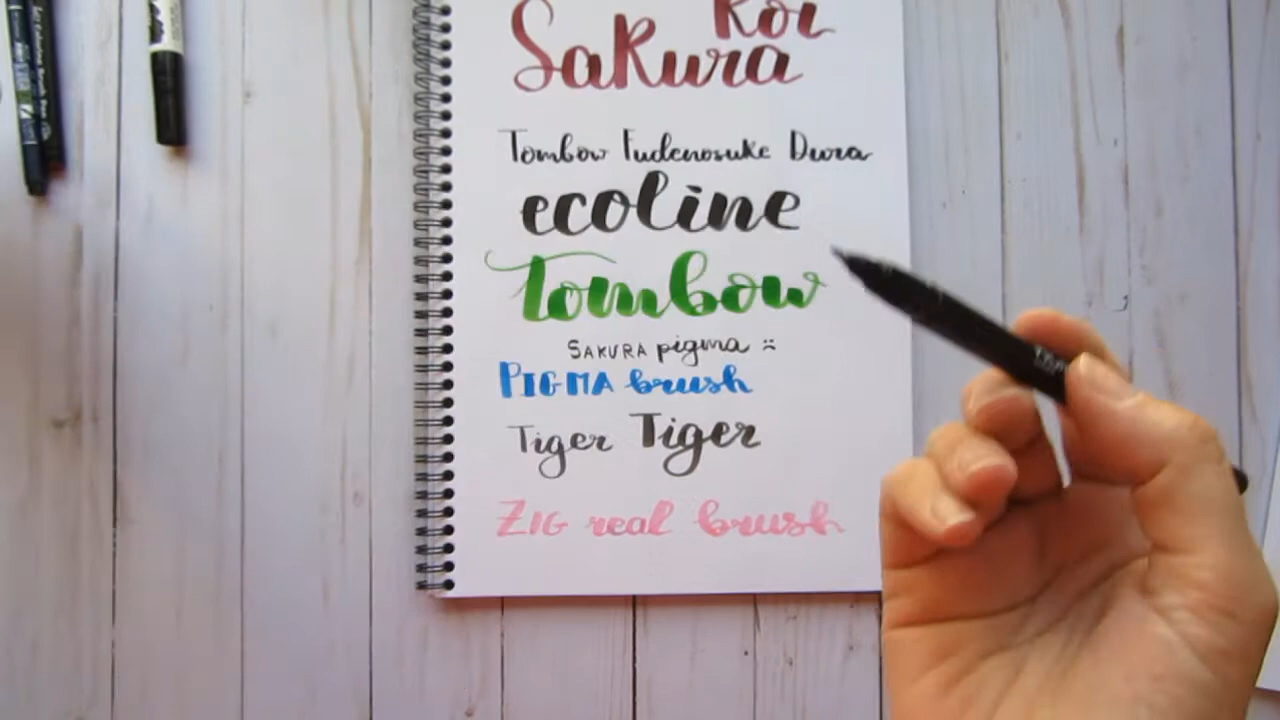 Koi
Sakura
Tombow Fudenosuke Dura
ecoline
Tombow
SAKURA pigma :(
PIGMA brush
Tiger Tiger
ZIG real brush